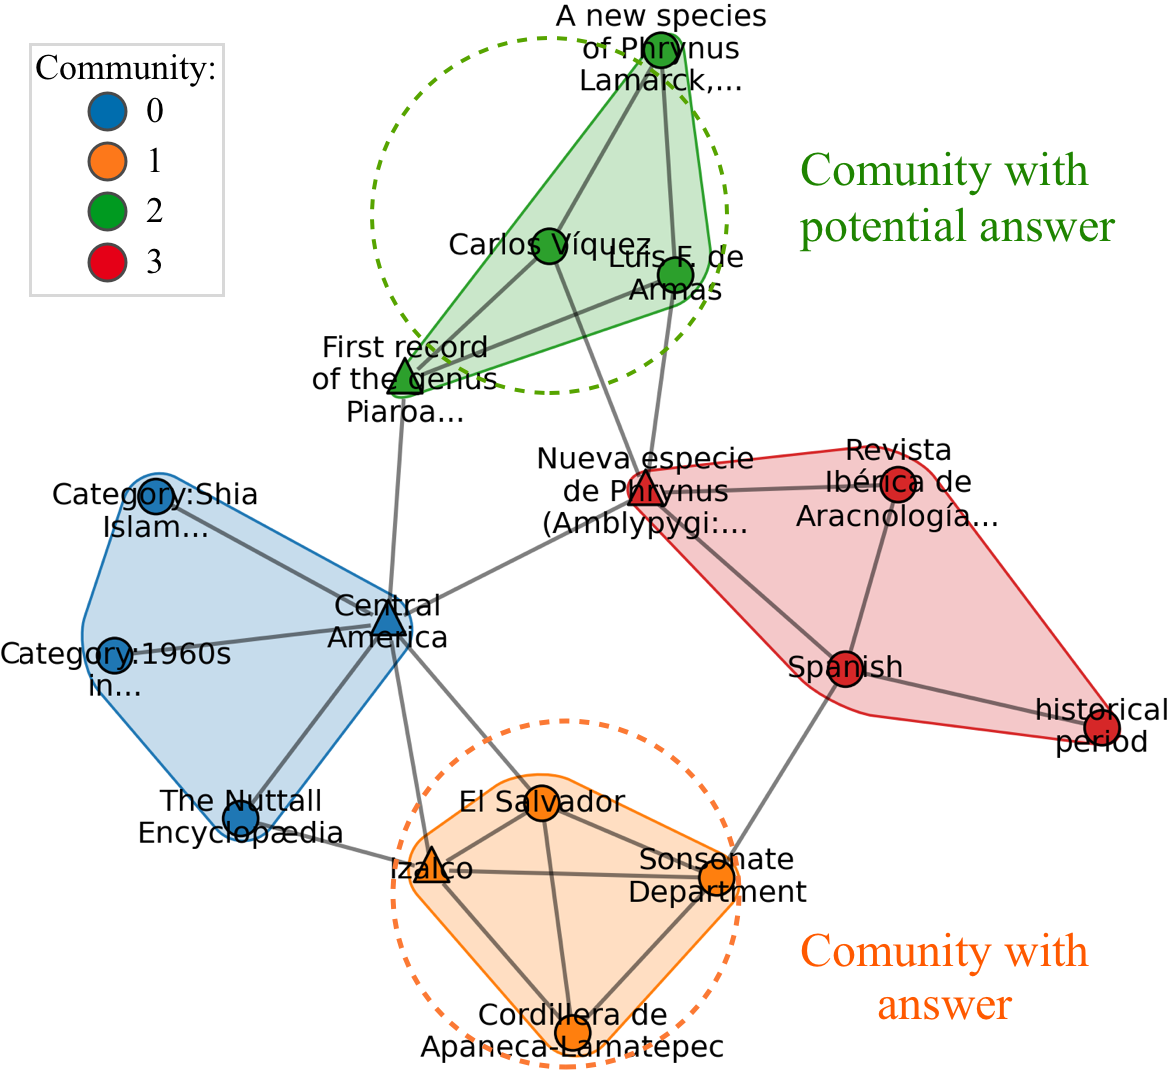 A new species
of Phrynus
Lamarck,...
Community:
0
1
2
3
Comunity with
potential answer
Carlos Víquez
Luis F. de
Armas
First record
of the genus
Piaroa...
Nueva especie
de Phrynus
(Amblypygi:...
Revista
Ibérica de
Aracnología...
Category:Shia
Islam...
Central
America
Category:1960s
in...
Spanish
historical
period
The Nuttall
Encyclopædia
El Salvador
Izalco
Sonsonate
Department
Comunity with
answer
Cordillera de
Apaneca-Lamatepec